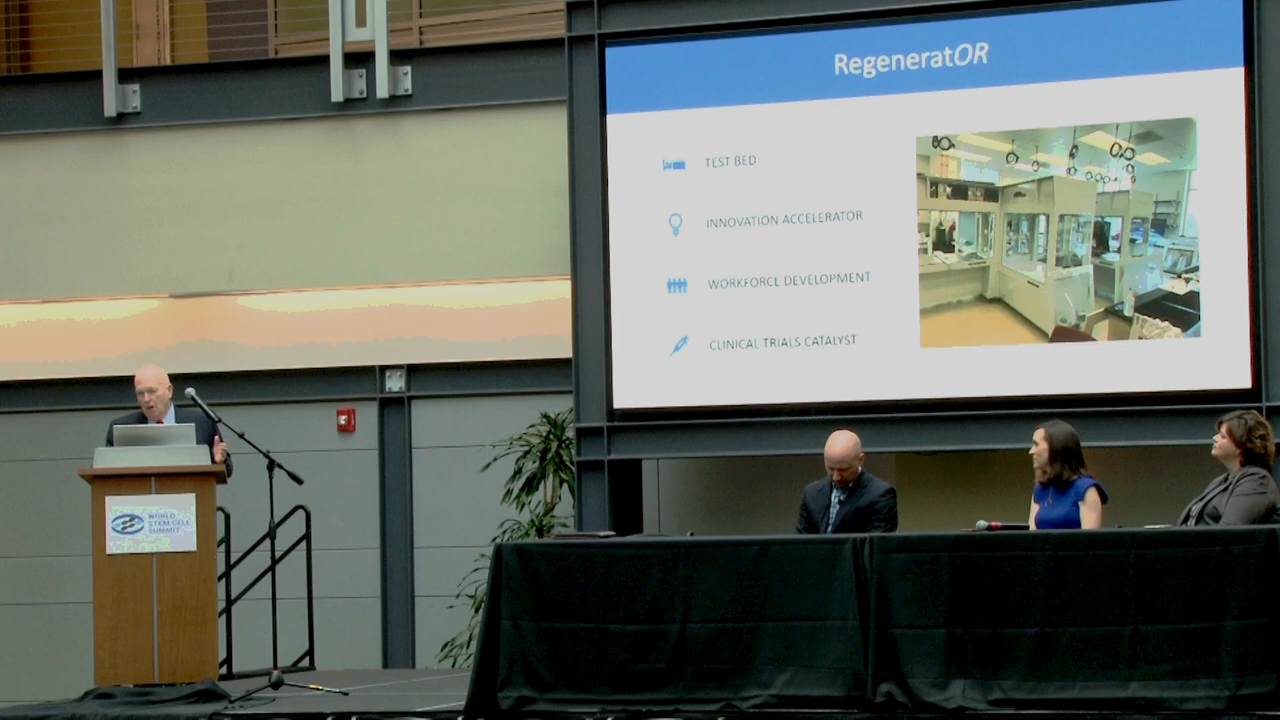 RegeneratOR
TEST BED
INNOVATION ACCELERATOR
WORKFORCE DEVELOPMENT
CLINICAL TRIALS CATALYST
WORLD
STEM CELL
SUMMIT